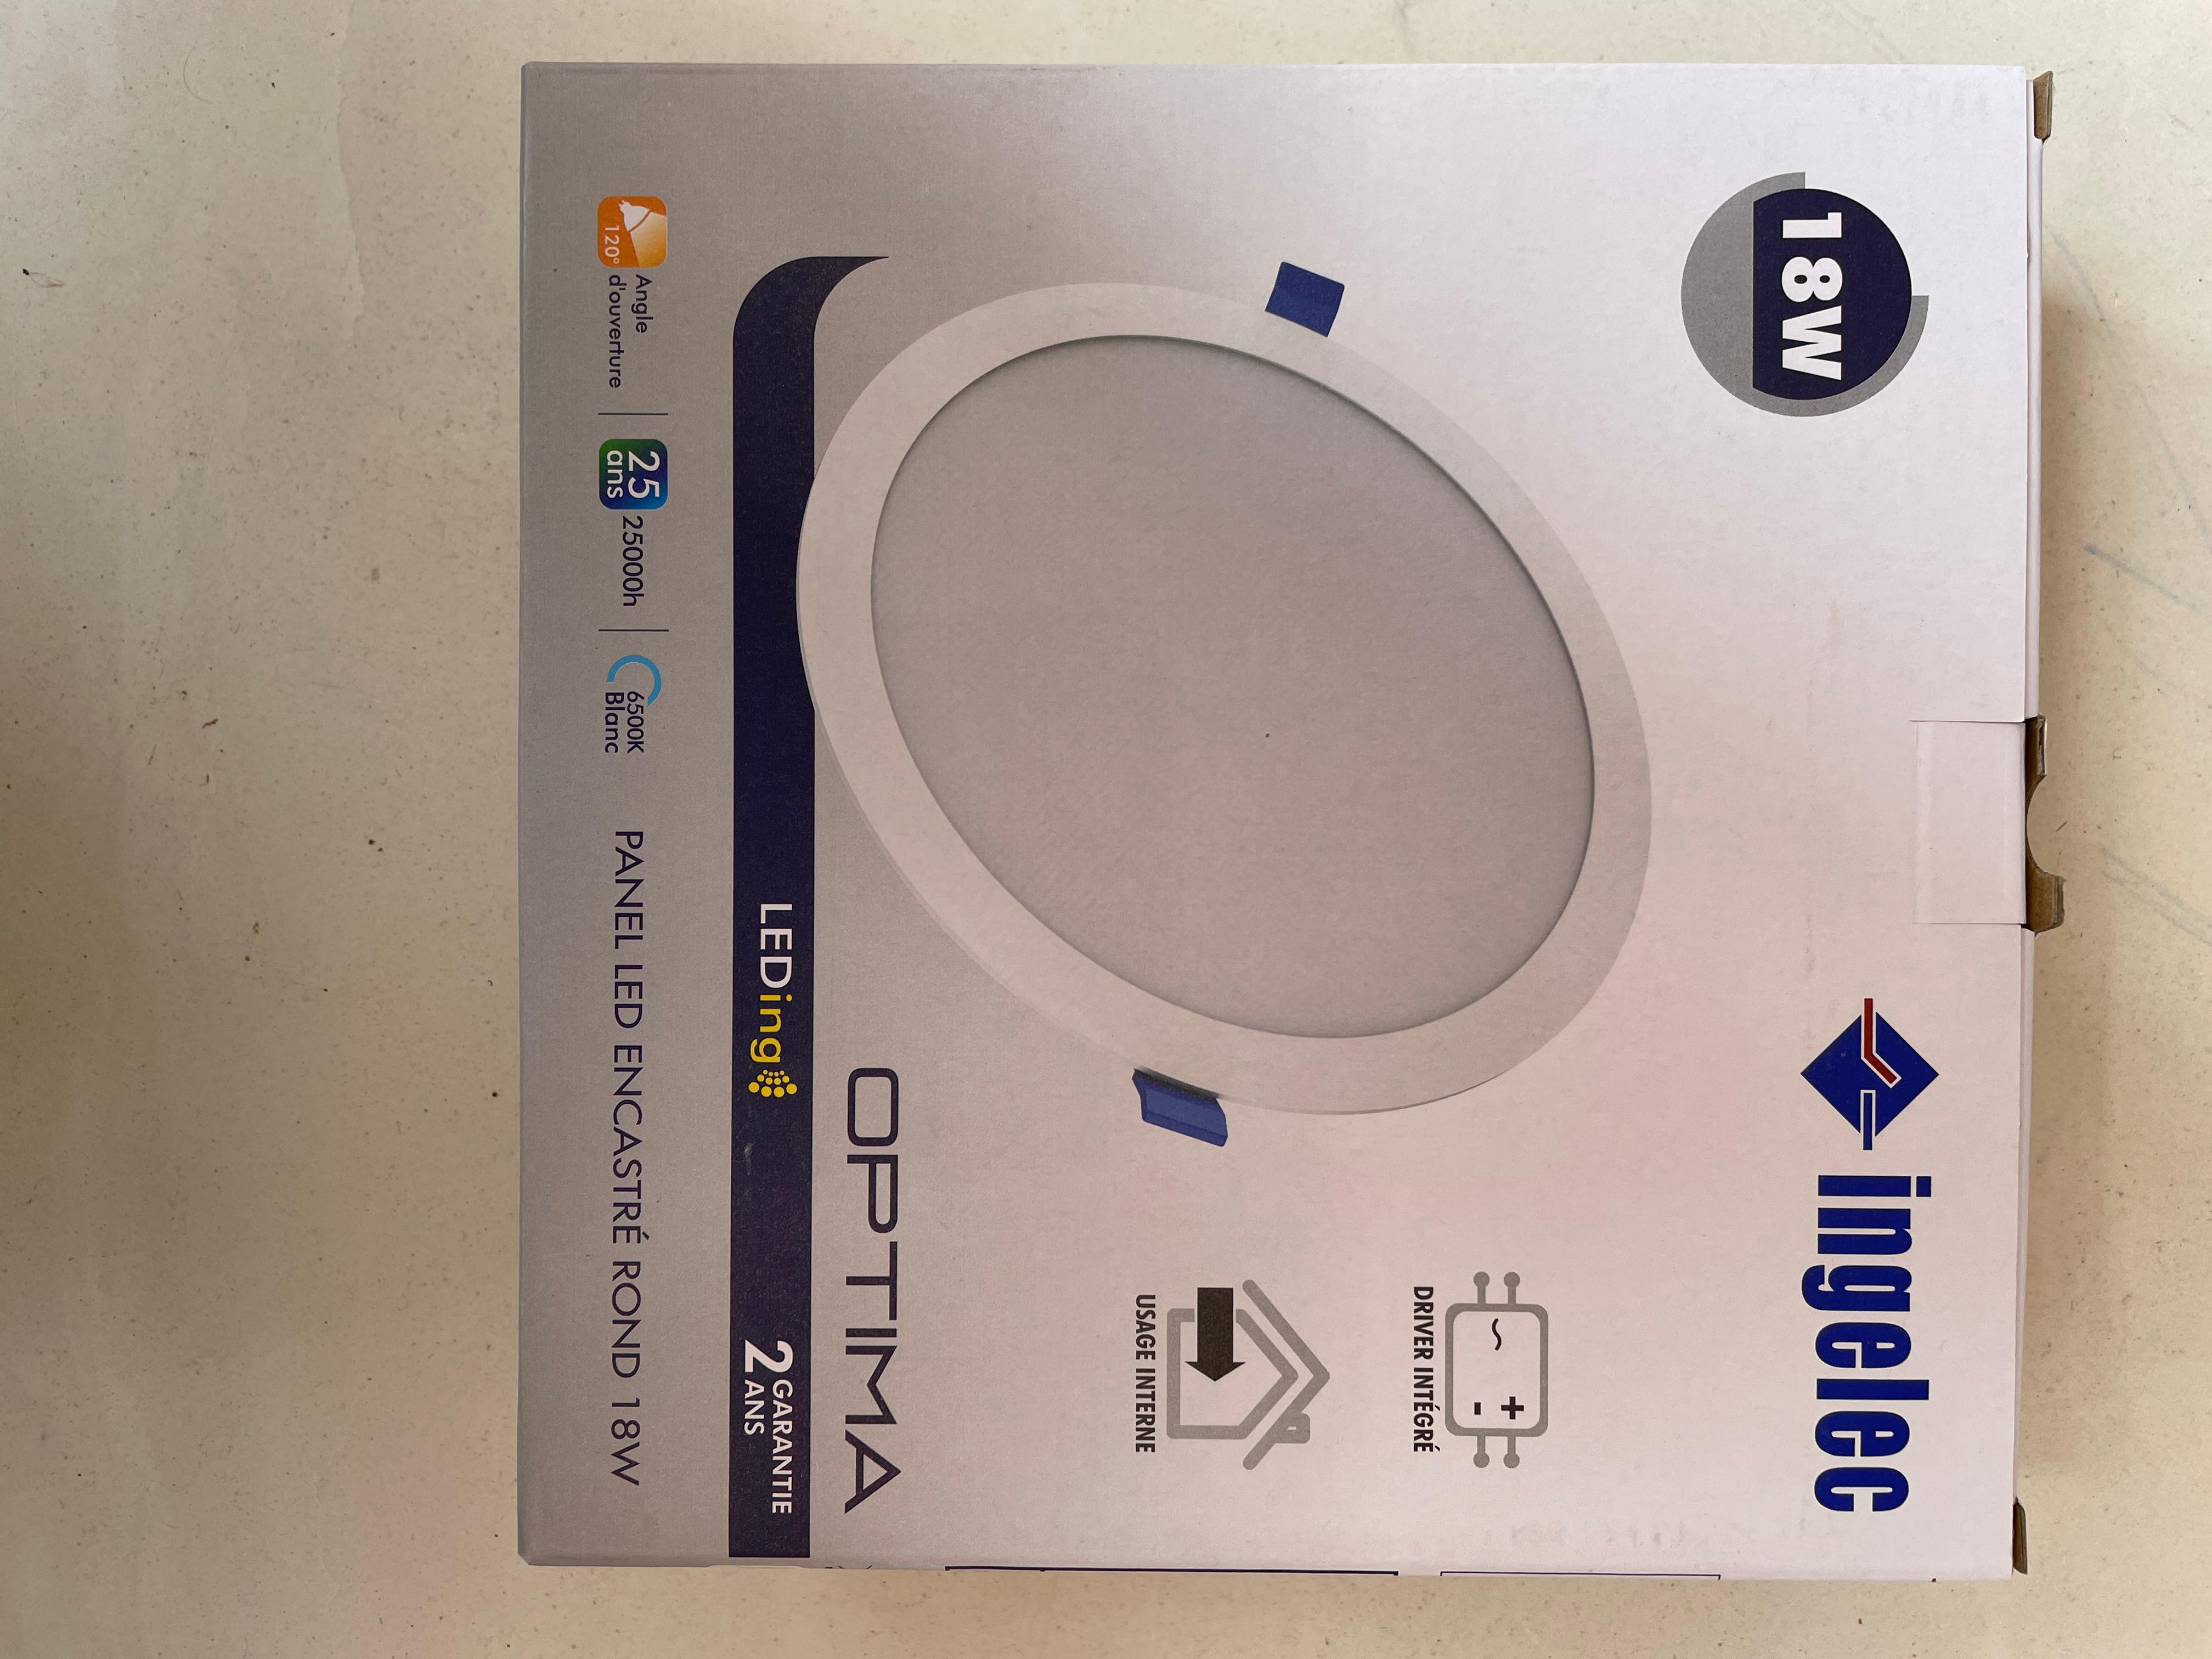 18W
ingelec
DRIVER INTÉGRÉ
USAGE INTERNE
OPTIMA
LEDing
2 GARANTIE
ANS
120°
Angle
d'ouverture
25
ans
25000h
6500K
Blanc
PANEL LED ENCASTRÉ ROND 18W